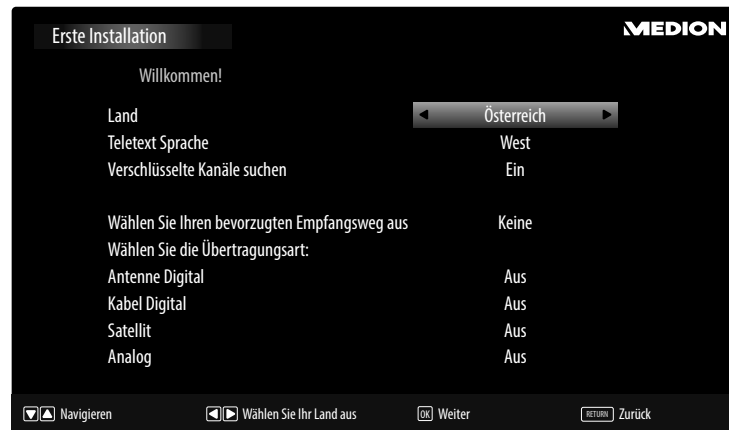 Erste Installation MEDION
Willkommen!
Land Österreich
Teletext Sprache West
Verschlüsselte Kanäle suchen Ein
Wählen Sie Ihren bevorzugten Empfangsweg aus Keine
Wählen Sie die Übertragungsart:
Antenne Digital Aus
Kabel Digital Aus
Satellit Aus
Analog Aus
Navigieren Wählen Sie Ihr Land aus OK Weiter RETURN Zurück